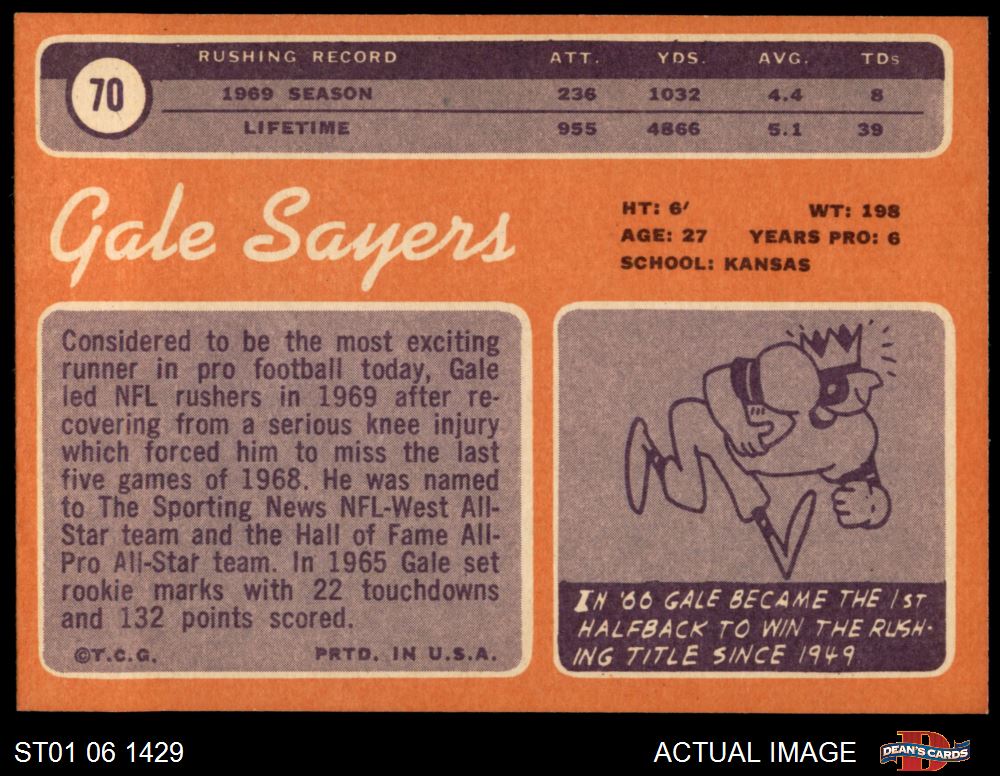 70
RUSHING RECORD ATT. YDS. AVG. TDs
1969 SEASON 236 1032 4.4 8
LIFETIME 955 4866 5.1 39
Gale Sayers
HT: 6' WT: 198
AGE: 27 YEARS PRO: 6
SCHOOL: KANSAS
Considered to be the most exciting
runner in pro football today, Gale
led NFL rushers in 1969 after re-
covering from a serious knee injury
which forced him to miss the last
five games of 1968. He was named
to The Sporting News NFL-West All-
Star team and the Hall of Fame All-
Pro All-Star team. In 1965 Gale set
rookie marks with 22 touchdowns
and 132 points scored.
©T.C.G. PRTD. IN U.S.A.
IN '66 GALE BECAME THE 1ST
HALFBACK TO WIN THE RUSH-
ING TITLE SINCE 1949
ST01 06 1429
ACTUAL IMAGE
DEAN'S CARDS